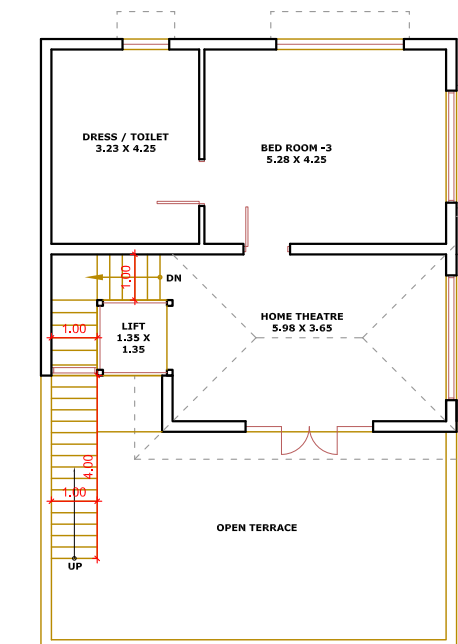 DRESS / TOILET
3.23 X 4.25
BED ROOM -3
5.28 X 4.25
1.00
DN
1.00
LIFT
1.35 X
1.35
HOME THEATRE
5.98 X 3.65
4.00
1.00
OPEN TERRACE
UP